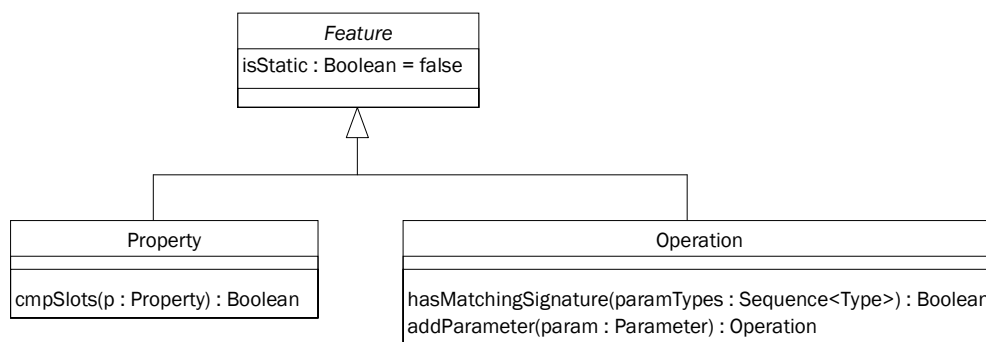 Feature
isStatic : Boolean = false
Property
cmpSlots(p : Property) : Boolean
Operation
hasMatchingSignature(paramTypes : Sequence<Type>) : Boolean
addParameter(param : Parameter) : Operation